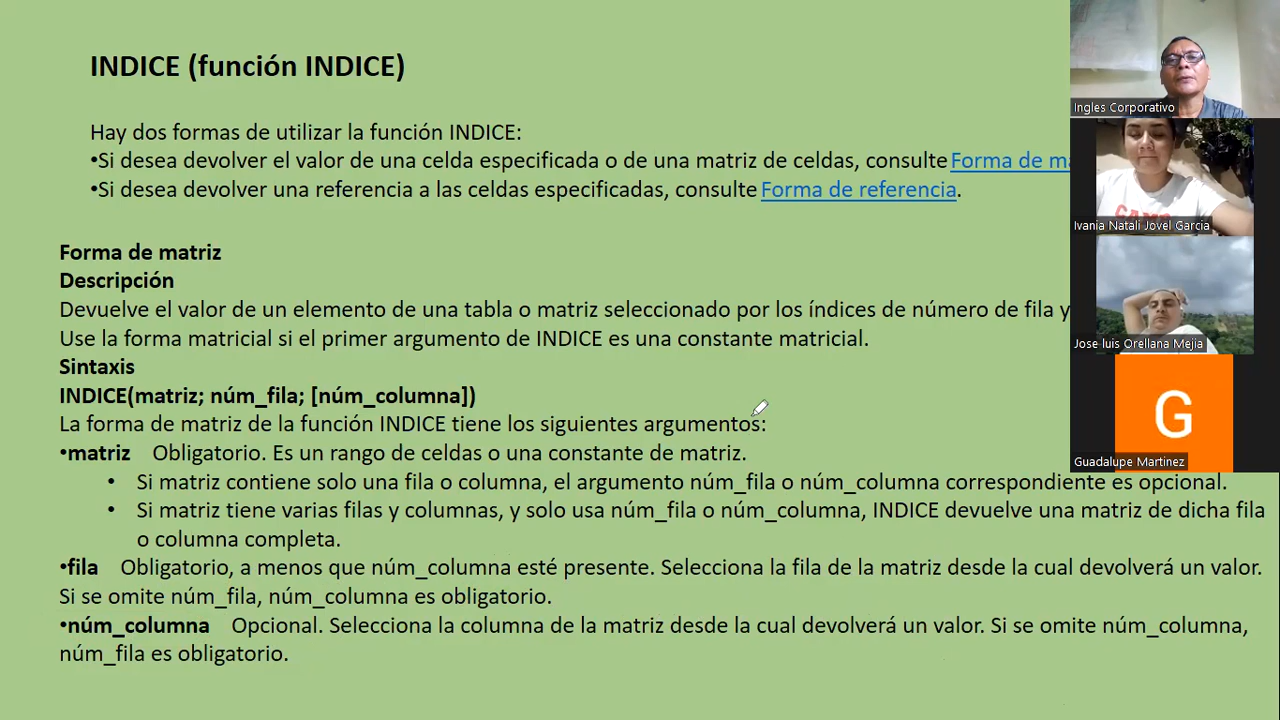 INDICE (función INDICE)
Hay dos formas de utilizar la función INDICE:
•Si desea devolver el valor de una celda especificada o de una matriz de celdas, consulte Forma de
•Si desea devolver una referencia a las celdas especificadas, consulte Forma de referencia.
Forma de matriz
Descripción
Devuelve el valor de un elemento de una tabla o matriz seleccionado por los índices de número de fila y
Use la forma matricial si el primer argumento de INDICE es una constante matricial.
Sintaxis
INDICE(matriz; núm_fila; [núm_columna])
La forma de matriz de la función INDICE tiene los siguientes argumentos:
•matriz Obligatorio. Es un rango de celdas o una constante de matriz.
• Si matriz contiene solo una fila o columna, el argumento núm_fila o núm_columna correspondiente es opcional.
• Si matriz tiene varias filas y columnas, y solo usa núm_fila o núm_columna, INDICE devuelve una matriz de dicha fila
o columna completa.
•fila Obligatorio, a menos que núm_columna esté presente. Selecciona la fila de la matriz desde la cual devolverá un valor.
Si se omite núm_fila, núm_columna es obligatorio.
•núm_columna Opcional. Selecciona la columna de la matriz desde la cual devolverá un valor. Si se omite núm_columna,
núm_fila es obligatorio.
Ingles Corporativo
Ivania Natali Jovel Garcia
Jose luis Orellana Mejia
G
Guadalupe Martinez